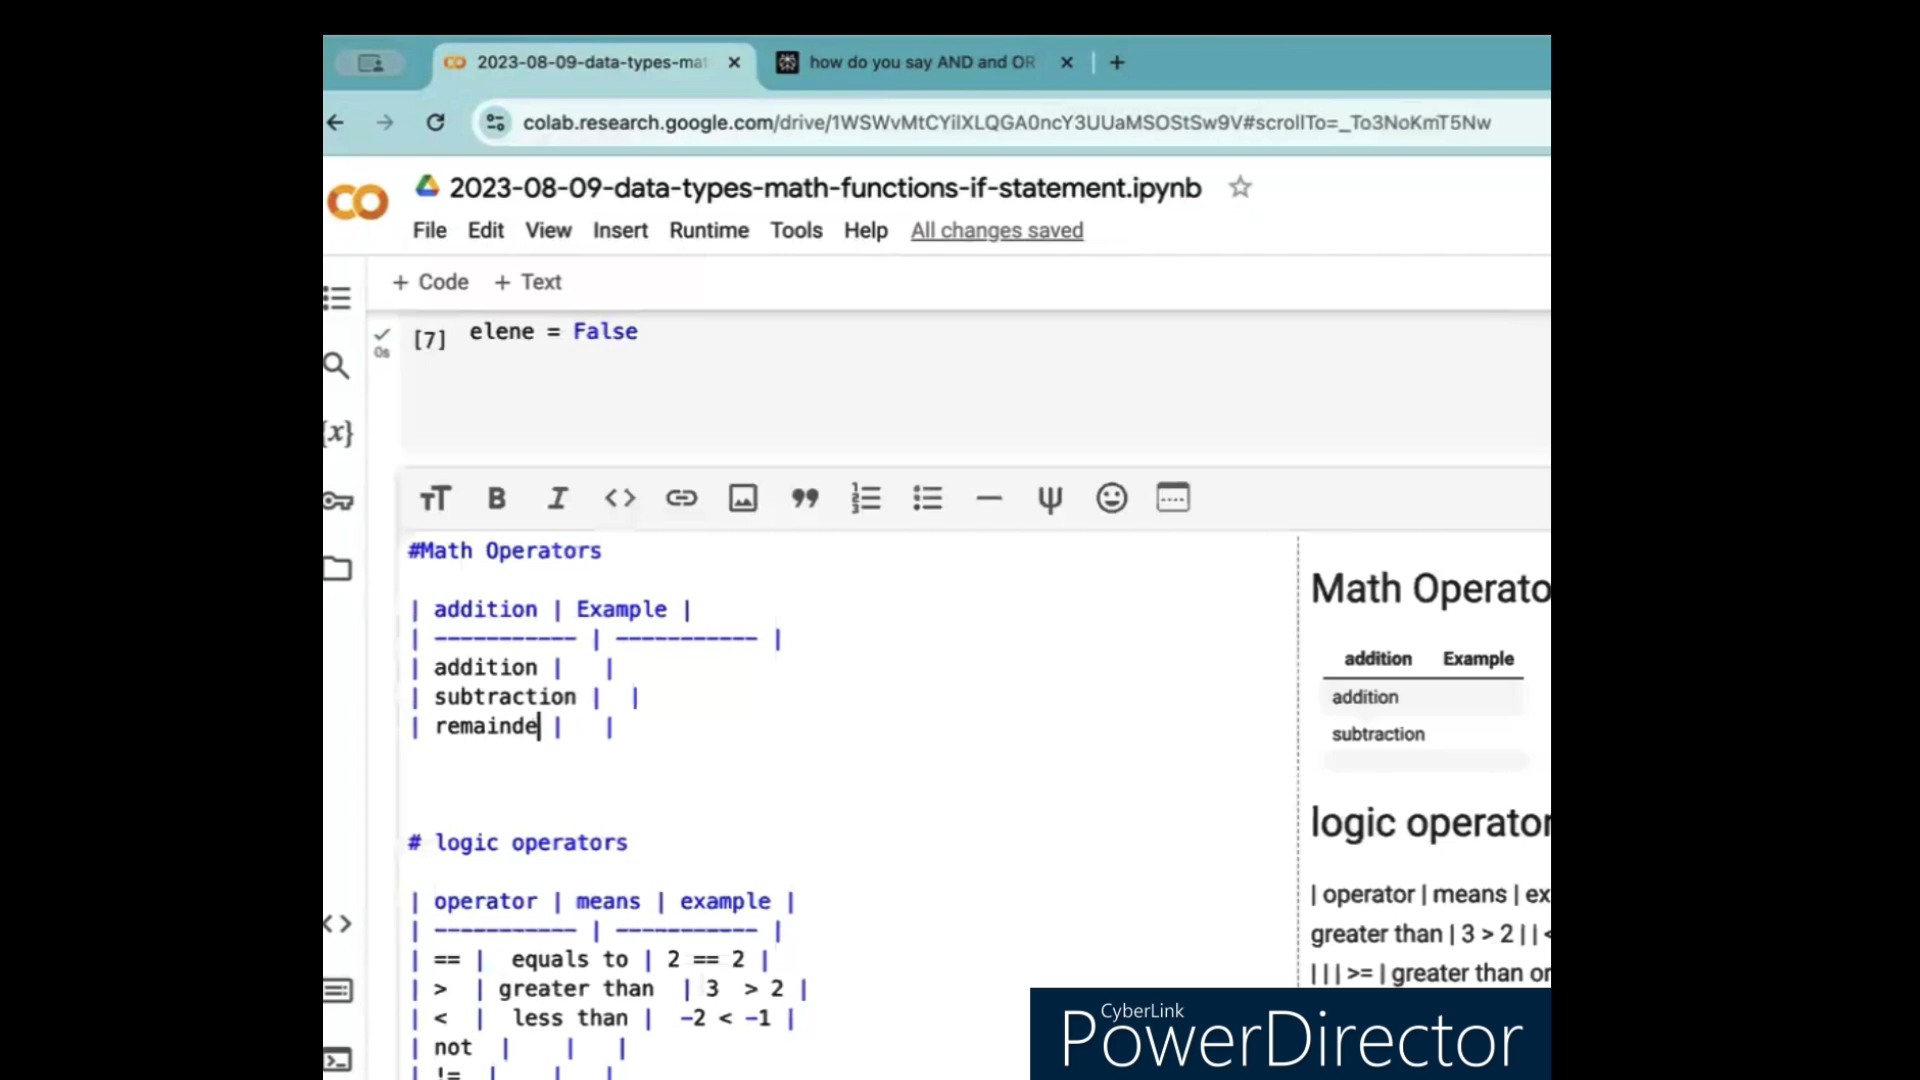 2023-08-09-data-types-mat
how do you say AND and OR
colab.research.google.com/drive/1WSWvMtCYilXLQGA0ncY3UUaMSOStSw9V#scrollTo=_To3NoKmT5Nw
2023-08-09-data-types-math-functions-if-statement.ipynb
File Edit View Insert Runtime Tools Help All changes saved
+ Code + Text
[7] elene = False
0s
{x}
#Math Operators
| addition | Example |
| ----------- | ----------- |
| addition | |
| subtraction | |
| remainde | |
# logic operators
| operator | means | example |
| ----------- | ----------- |
| == | equals to | 2 == 2 |
| > | greater than | 3 > 2 |
| < | less than | -2 < -1 |
| not | | |
| != | | |
Math Operato
addition Example
addition
subtraction
logic operator
| operator | means | ex
greater than | 3 > 2 | | <
| | | >= | greater than or
CyberLink
PowerDirector